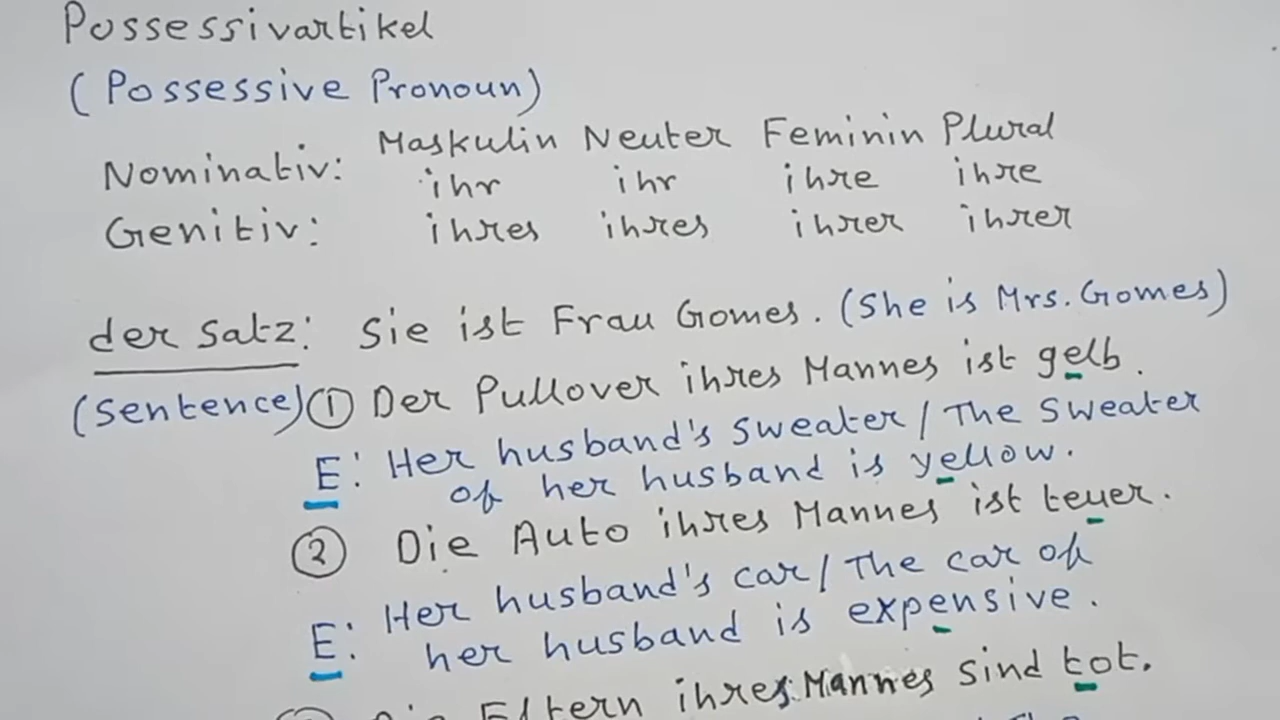 Possessivartikel
(Possessive Pronoun)
Maskulin Neuter Feminin Plural
Nominativ: ihr ihr ihre ihre
Genitiv: ihres ihres ihrer ihrer
der Satz: Sie ist Frau Gomes. (She is Mrs. Gomes)
(Sentence) ① Der Pullover ihres Mannes ist gelb.
E: Her husband's sweater / The sweater
of her husband is yellow.
② Die Auto ihres Mannes ist teuer.
E: Her husband's car / The car of
her husband is expensive.
Eltern ihres Mannes sind tot.